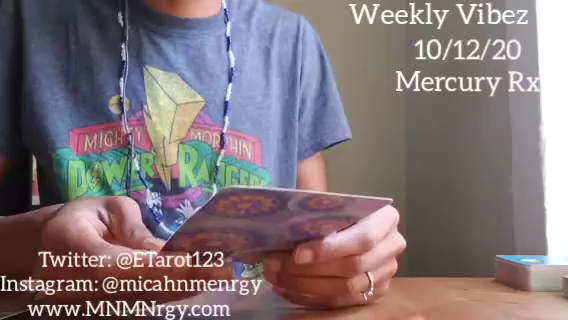 Weekly Vibez
10/12/20
Mercury Rx
MIGHTY MORPHIN
POWER RANGERS
Twitter: @ETarot123
Instagram: @micahnmenrgy
www.MNMNrgy.com